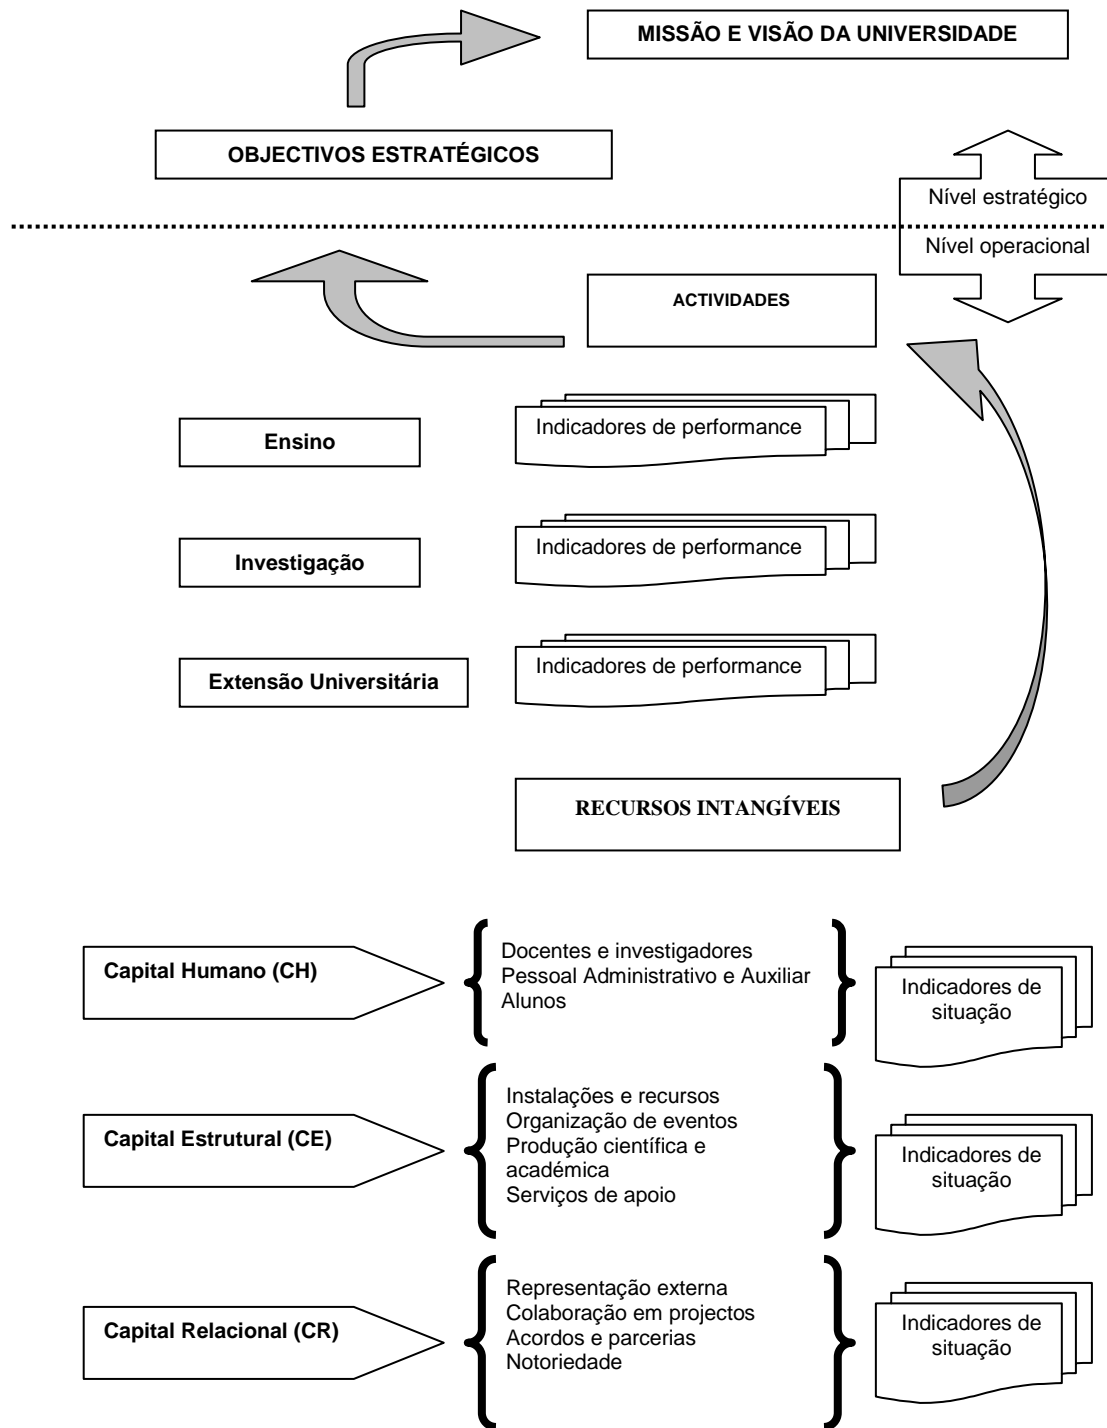 MISSÃO E VISÃO DA UNIVERSIDADE
OBJECTIVOS ESTRATÉGICOS
Nível estratégico
Nível operacional
ACTIVIDADES
Ensino
Indicadores de performance
Investigação
Indicadores de performance
Extensão Universitária
Indicadores de performance
RECURSOS INTANGÍVEIS
Capital Humano (CH)
Docentes e investigadores
Pessoal Administrativo e Auxiliar
Alunos
Indicadores de
situação
Capital Estrutural (CE)
Instalações e recursos
Organização de eventos
Produção científica e
académica
Serviços de apoio
Indicadores de
situação
Capital Relacional (CR)
Representação externa
Colaboração em projectos
Acordos e parcerias
Notoriedade
Indicadores de
situação